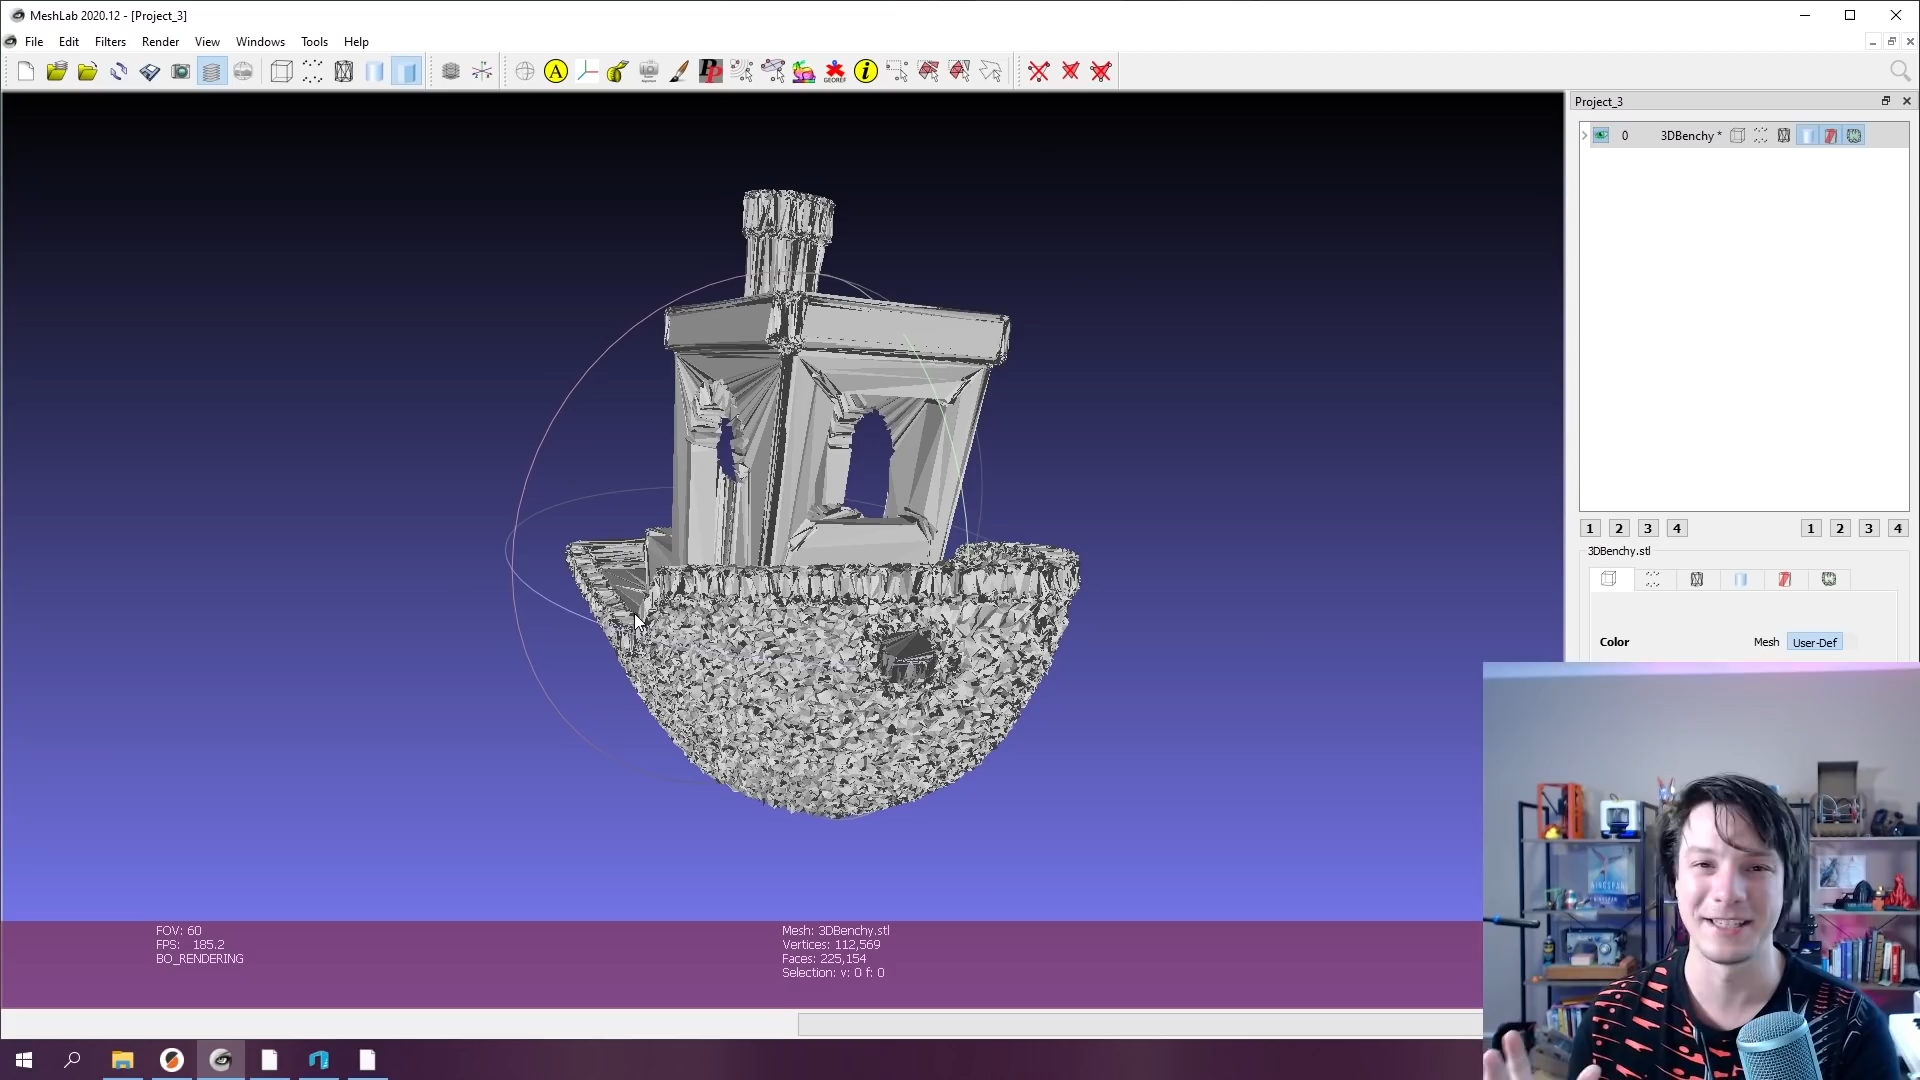 MeshLab 2020.12 - [Project_3]
File Edit Filters Render View Windows Tools Help
A
PP
GEOREF
i
Project_3
0 3DBenchy *
1 2 3 4 1 2 3 4
3DBenchy.stl
Color Mesh User-Def
FOV: 60
FPS: 185.2
BO_RENDERING
Mesh: 3DBenchy.stl
Vertices: 112,569
Faces: 225,154
Selection: v: 0 f: 0